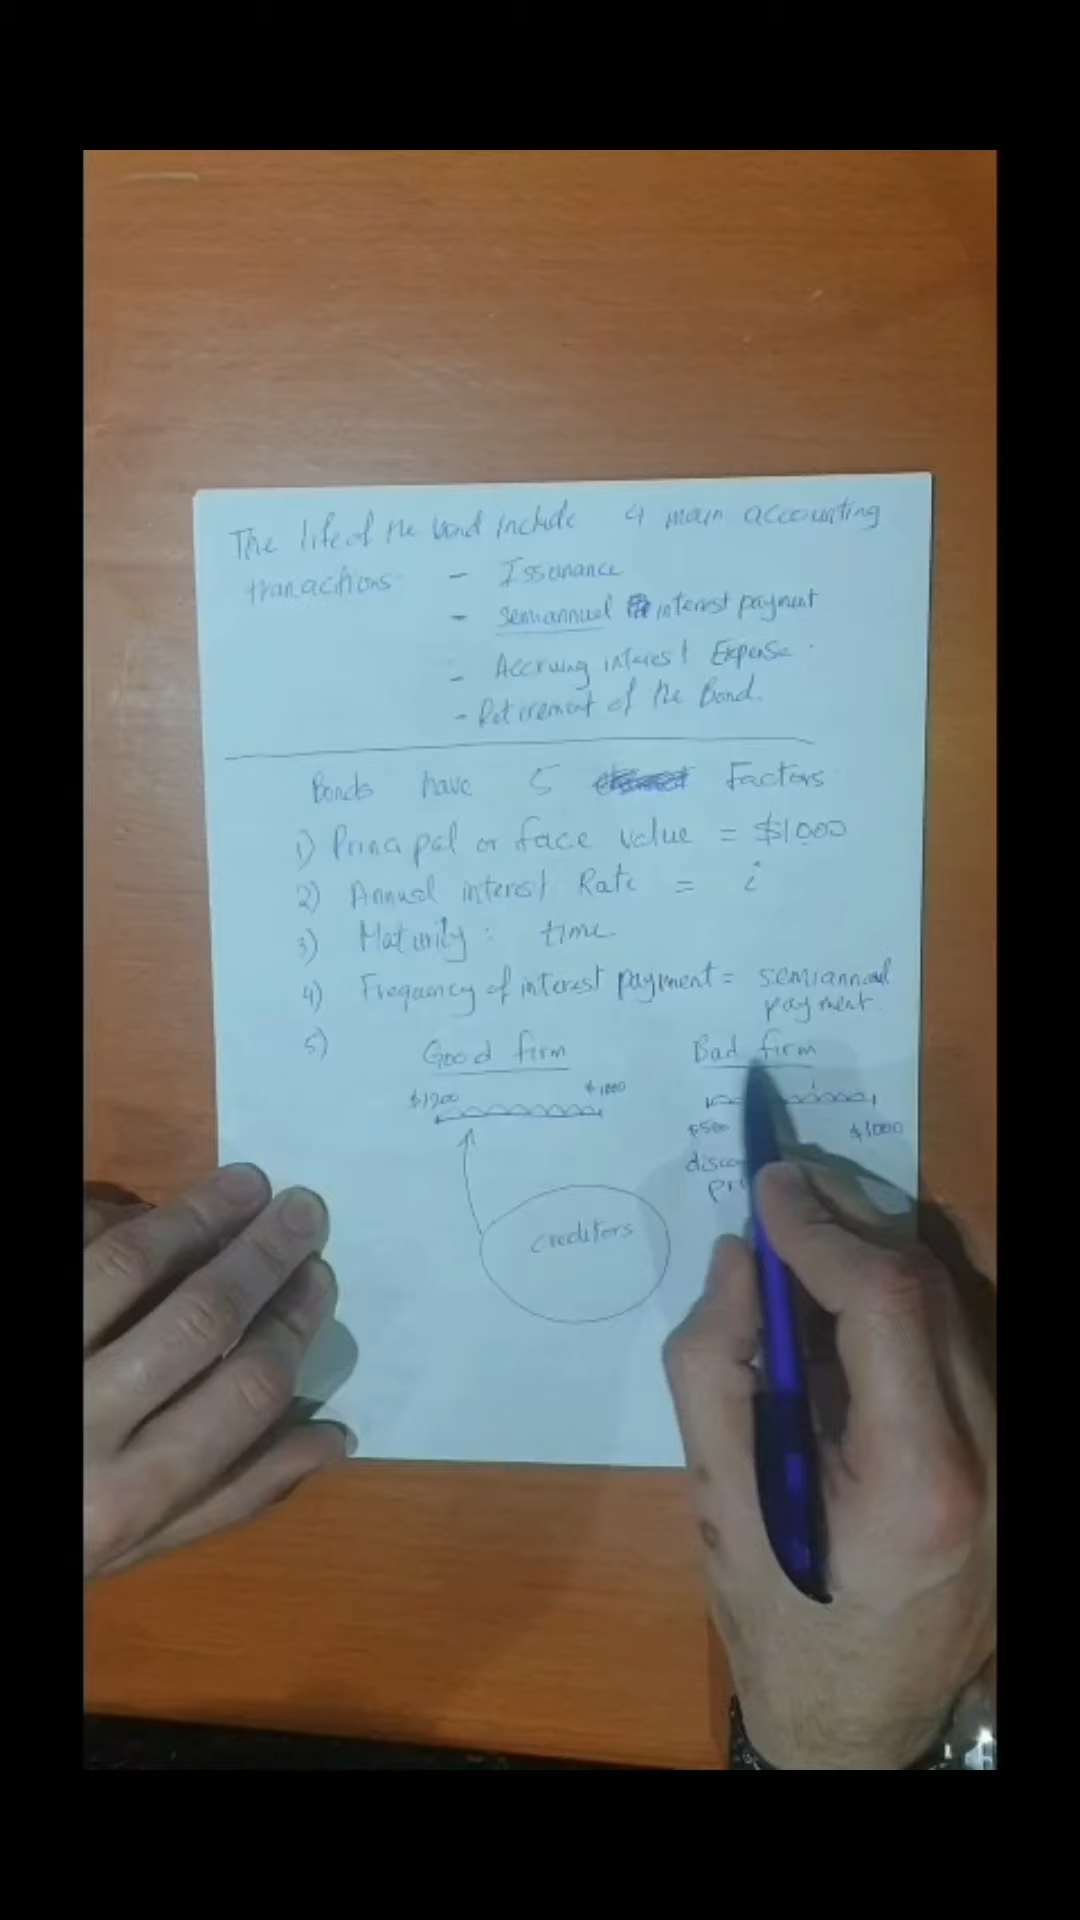 The life of the bond include 4 main accounting
tranactions - Issunance
- semiannual interest payment
- Accruing interest Expense.
- Retirement of the Bond.
Bonds have 5 Factors
1) Principal or face value = $1000
2) Annual interest Rate = i
3) Maturity: time
4) Frequency of interest payment = semiannual
payment.
5) Good firm Bad firm
$1200 $1000
$500 $1000
creditors